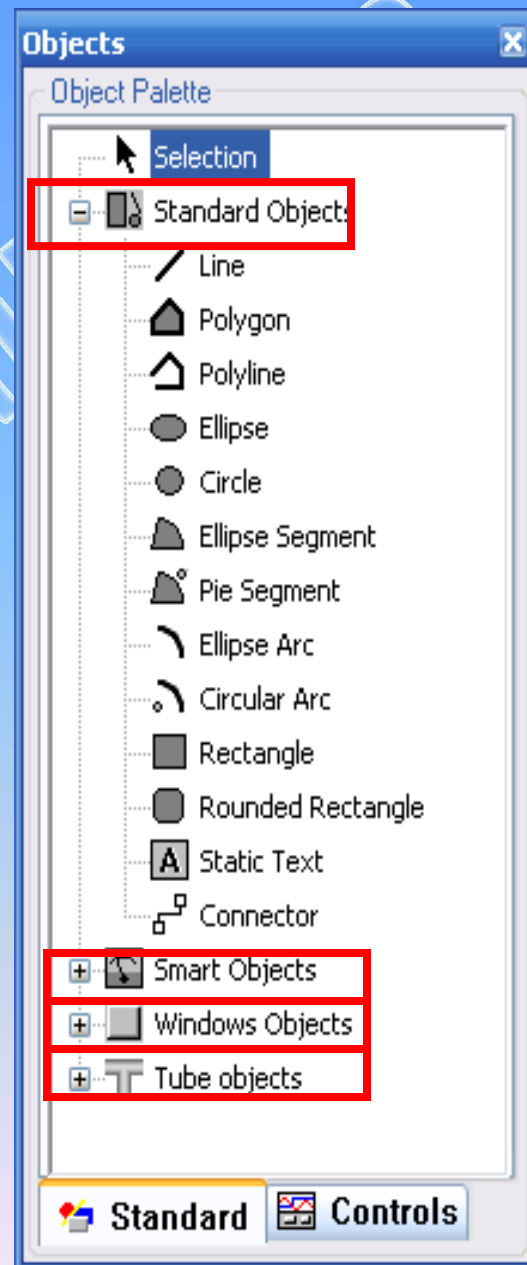 Objects
Object Palette
Selection
Standard Objects
Line
Polygon
Polyline
Ellipse
Circle
Ellipse Segment
Pie Segment
Ellipse Arc
Circular Arc
Rectangle
Rounded Rectangle
A Static Text
Connector
Smart Objects
Windows Objects
Tube objects
Standard Controls